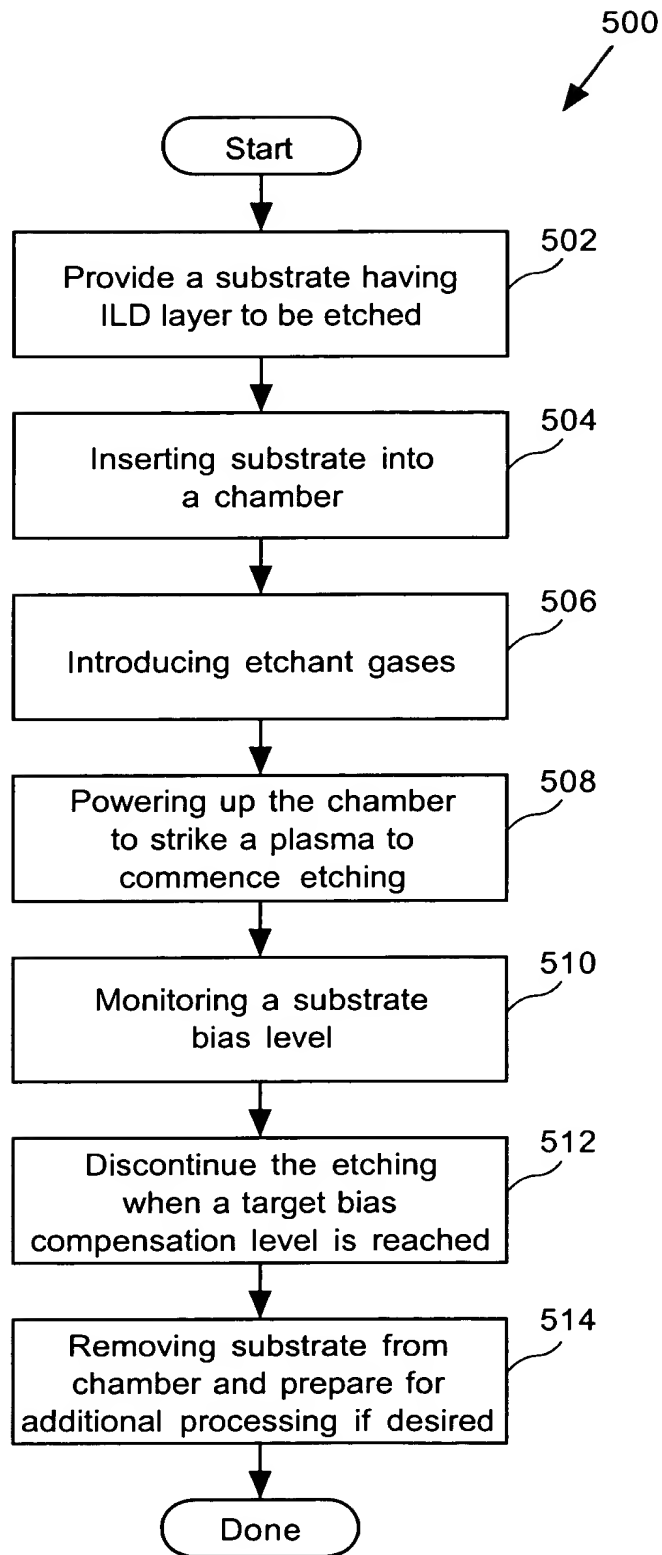 500
Start
502
Provide a substrate having
ILD layer to be etched
504
Inserting substrate into
a chamber
506
Introducing etchant gases
508
Powering up the chamber
to strike a plasma to
commence etching
510
Monitoring a substrate
bias level
512
Discontinue the etching
when a target bias
compensation level is reached
514
Removing substrate from
chamber and prepare for
additional processing if desired
Done